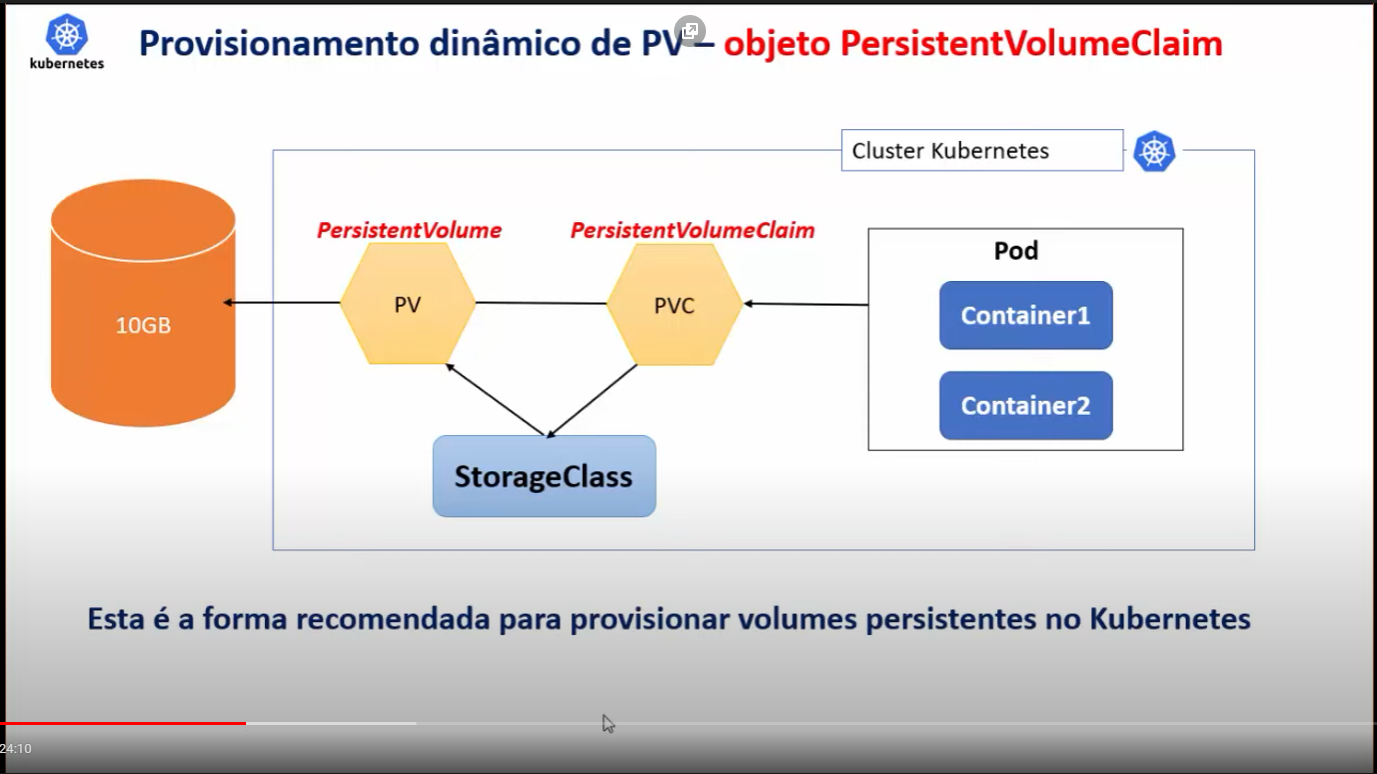 kubernetes
Provisionamento dinâmico de PV – objeto PersistentVolumeClaim
Cluster Kubernetes
PersistentVolume
PersistentVolumeClaim
Pod
10GB
PV
PVC
Container1
Container2
StorageClass
Esta é a forma recomendada para provisionar volumes persistentes no Kubernetes
24:10